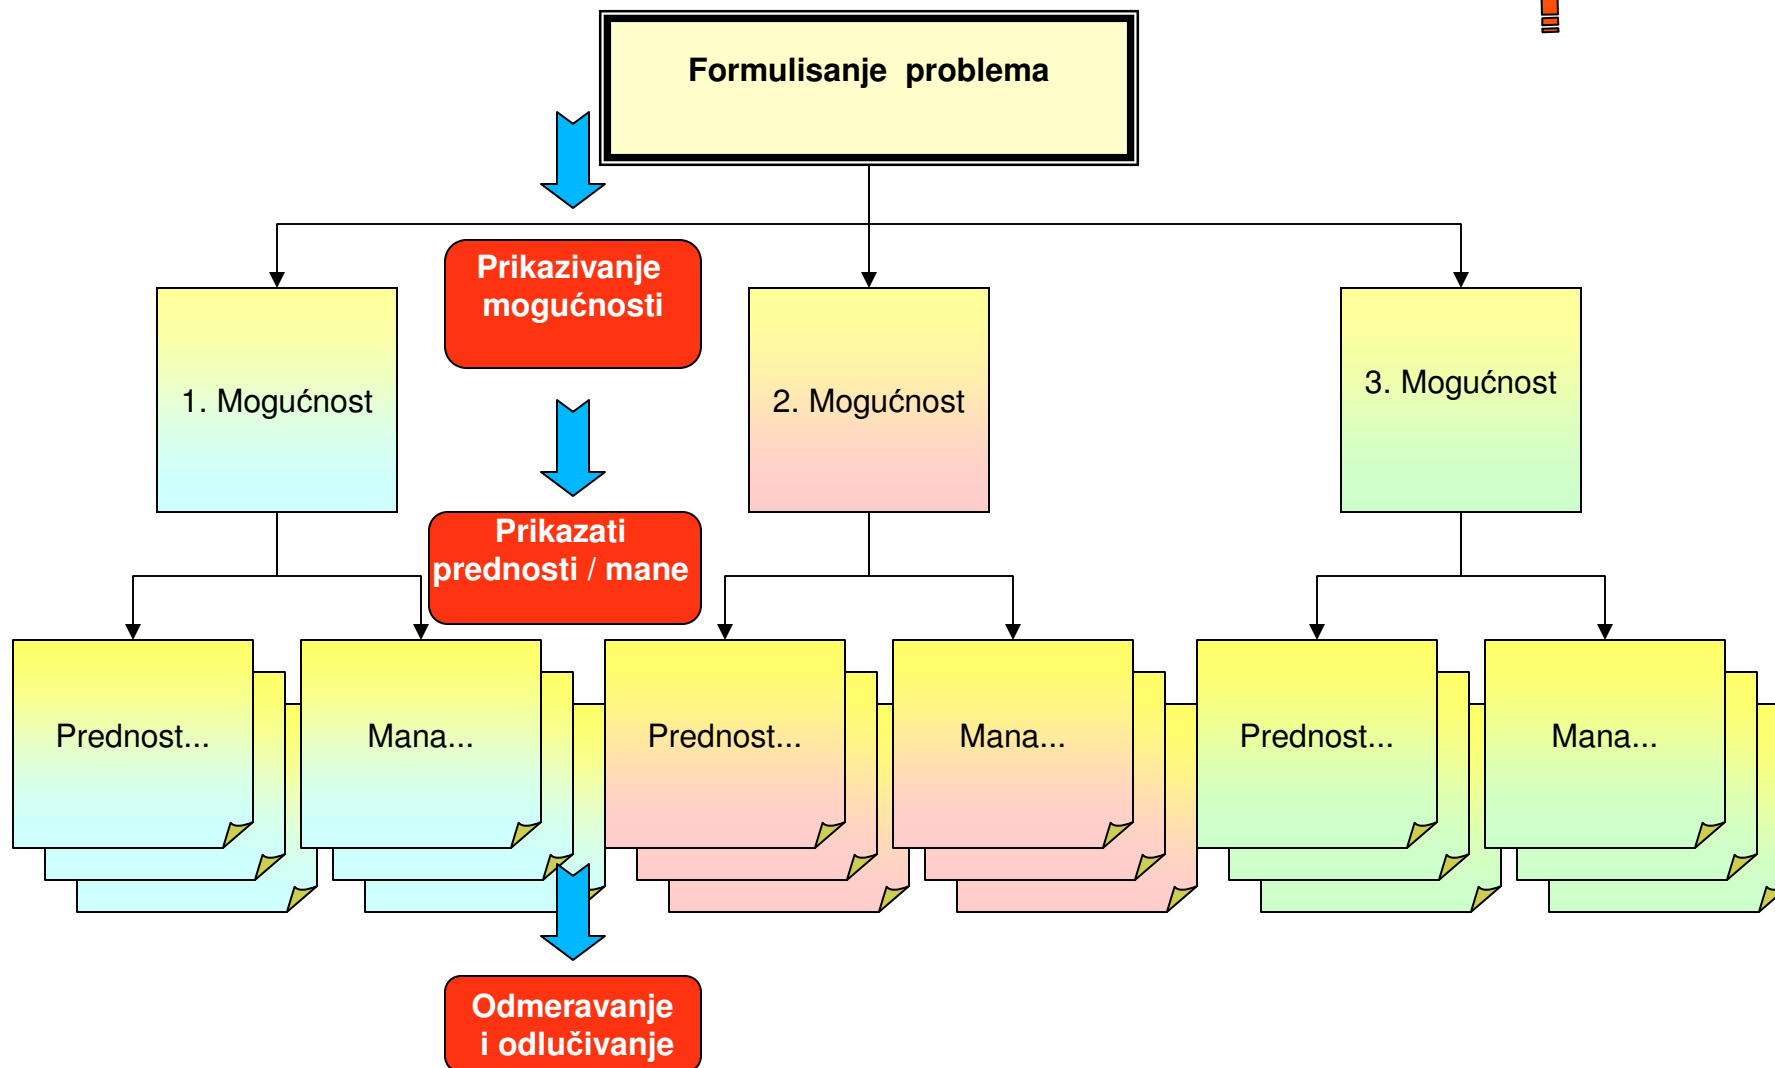 Formulisanje problema
Prikazivanje
mogućnosti
1. Mogućnost
2. Mogućnost
3. Mogućnost
Prikazati
prednosti / mane
Prednost...
Mana...
Prednost...
Mana...
Prednost...
Mana...
Odmeravanje
i odlučivanje